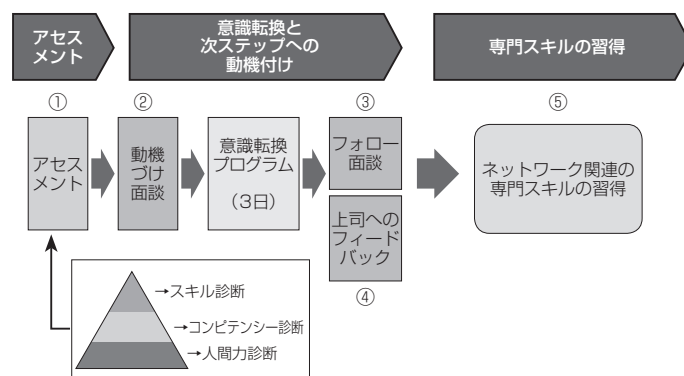 アセス
メント
意識転換と
次ステップへの
動機付け
専門スキルの習得
①
②
③
⑤
アセス
メント
動機
づけ
面談
意識転換
プログラム
(3日)
フォロー
面談
上司への
フィード
バック
④
ネットワーク関連の
専門スキルの習得
→スキル診断
→コンピテンシー診断
→人間力診断